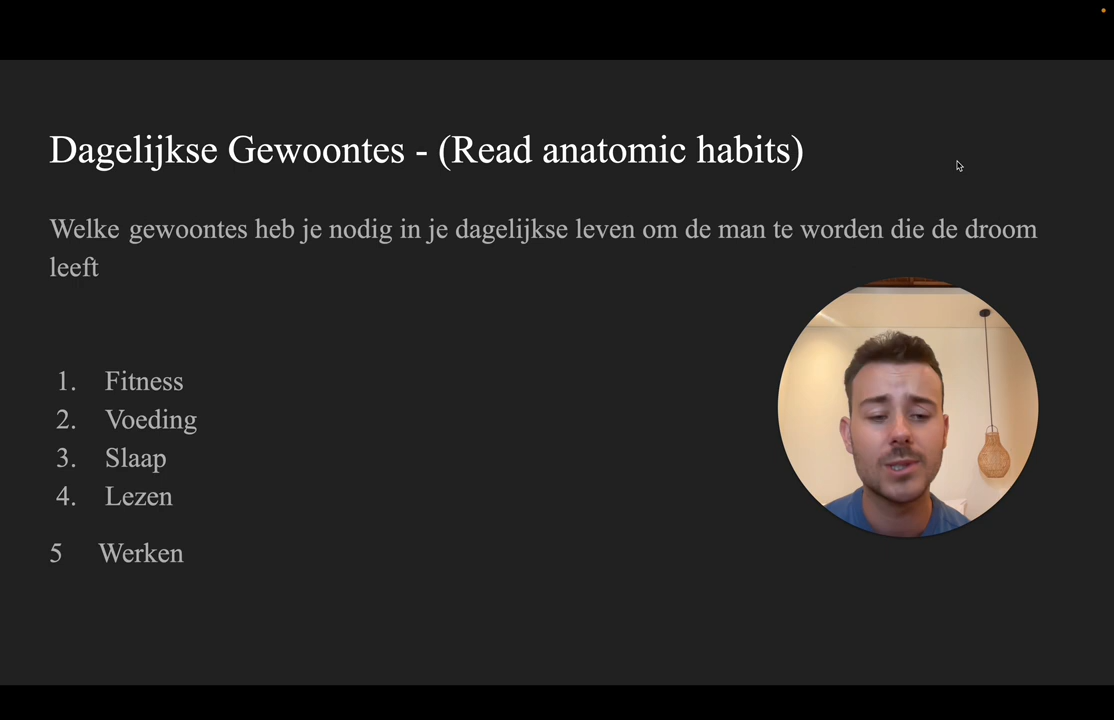 Dagelijkse Gewoontes - (Read anatomic habits)
Welke gewoontes heb je nodig in je dagelijkse leven om de man te worden die de droom
leeft
1. Fitness
2. Voeding
3. Slaap
4. Lezen
5 Werken